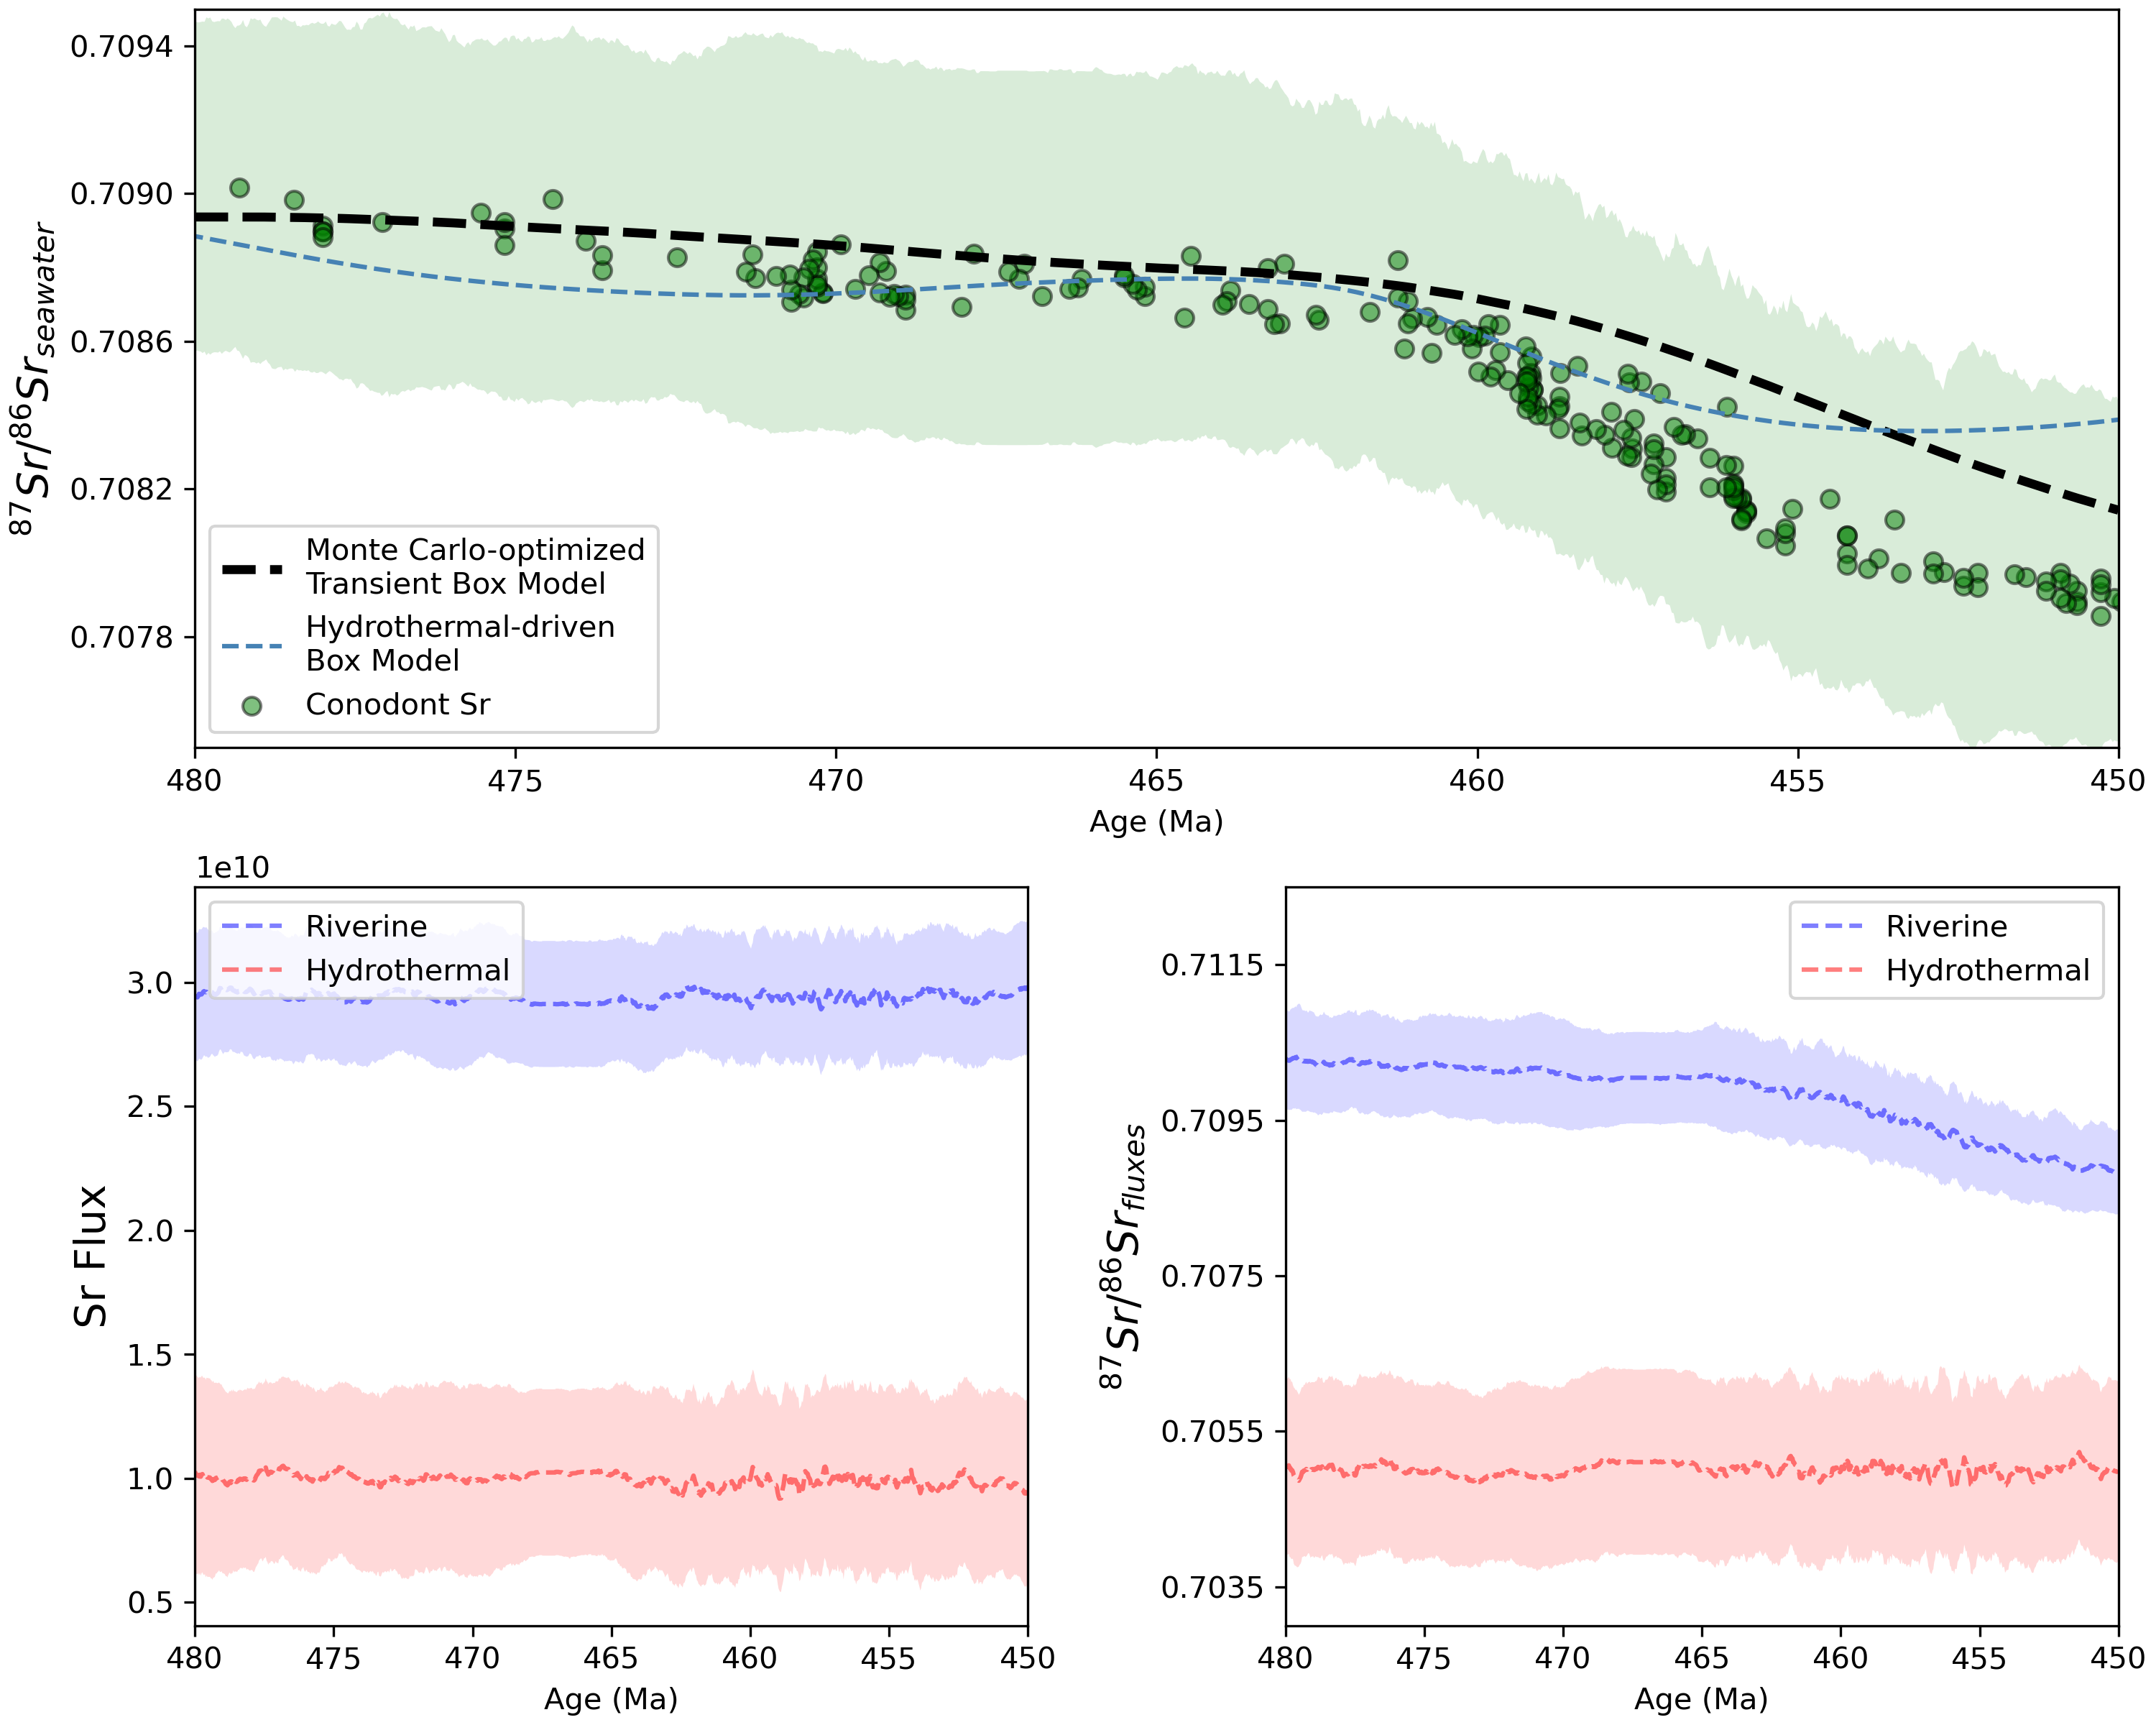 0.7094
0.7090
0.7086
0.7082
0.7078
87Sr/86Sr seawater
Monte Carlo-optimized
Transient Box Model
Hydrothermal-driven
Box Model
Conodont Sr
480 475 470 465 460 455 450
Age (Ma)
1e10
3.0
2.5
2.0
1.5
1.0
0.5
Sr Flux
Riverine
Hydrothermal
480 475 470 465 460 455 450
Age (Ma)
0.7115
0.7095
0.7075
0.7055
0.7035
87Sr/86Sr fluxes
Riverine
Hydrothermal
480 475 470 465 460 455 450
Age (Ma)